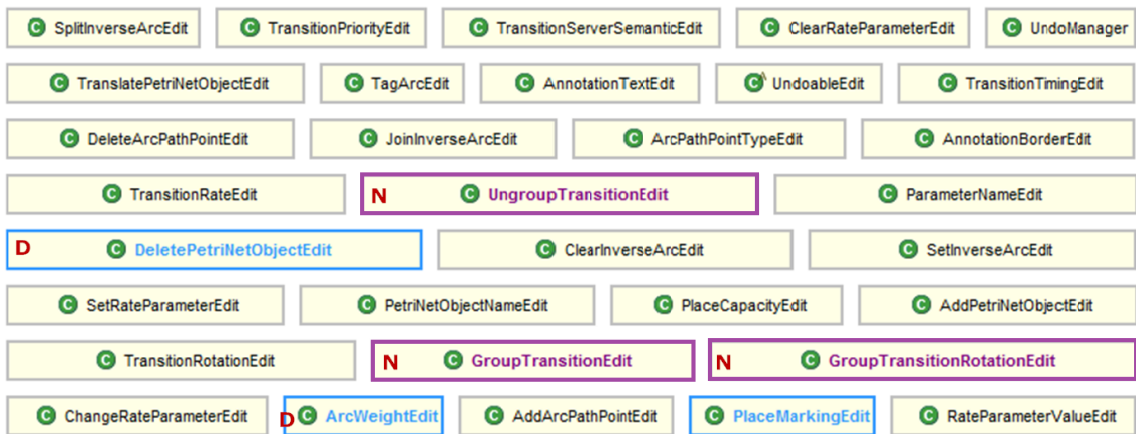 C SplitInverseArcEdit C TransitionPriorityEdit C TransitionServerSemanticEdit C ClearRateParameterEdit C UndoManager
C TranslatePetriNetObjectEdit C TagArcEdit C AnnotationTextEdit C A UndoableEdit C TransitionTimingEdit
C DeleteArcPathPointEdit C JoinInverseArcEdit C ArcPathPointTypeEdit C AnnotationBorderEdit
C TransitionRateEdit N C UngroupTransitionEdit C ParameterNameEdit
D C DeletePetriNetObjectEdit C ClearInverseArcEdit C SetInverseArcEdit
C SetRateParameterEdit C PetriNetObjectNameEdit C PlaceCapacityEdit C AddPetriNetObjectEdit
C TransitionRotationEdit N C GroupTransitionEdit N C GroupTransitionRotationEdit
C ChangeRateParameterEdit D C ArcWeightEdit C AddArcPathPointEdit C PlaceMarkingEdit C RateParameterValueEdit